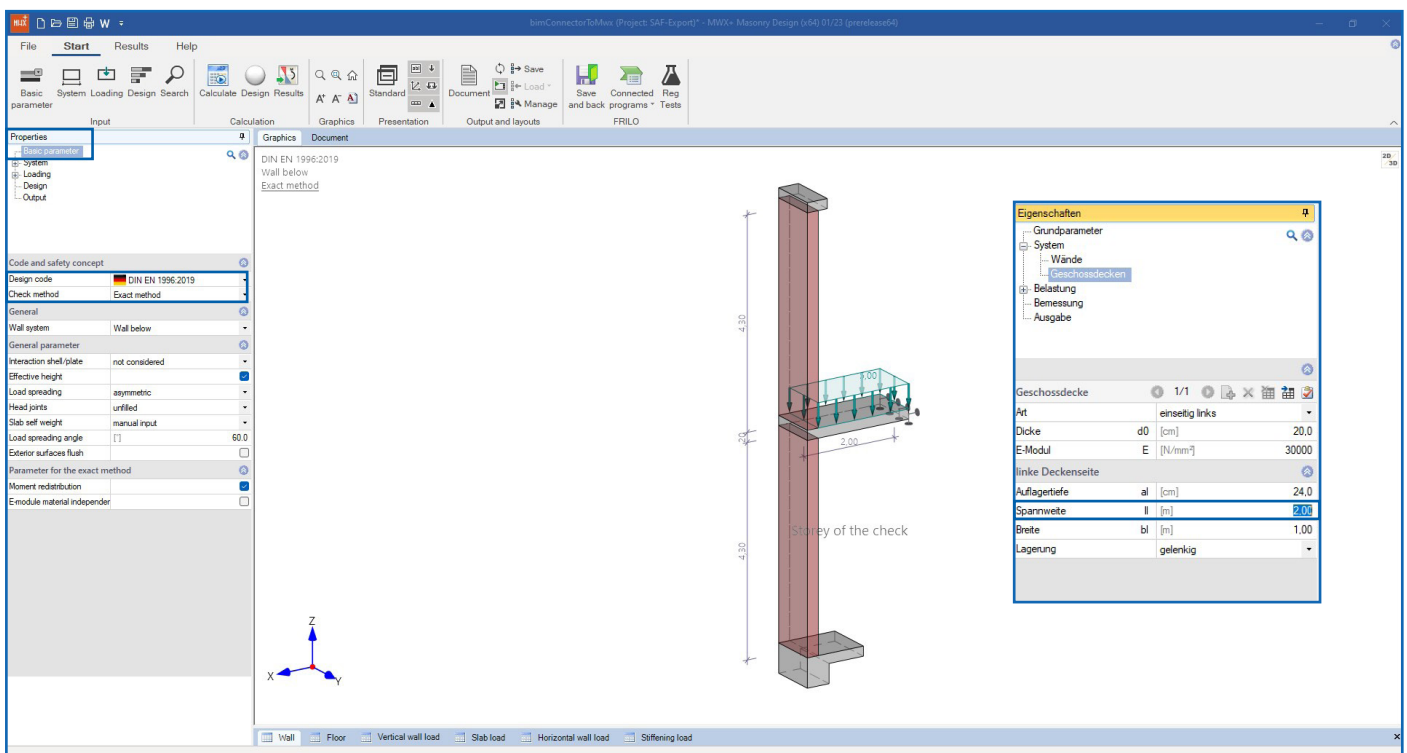 MWX+ W bimConnectorToMwx (Project: SAF-Export)* - MWX+ Masonry Design (x64) 01/23 (prerelease64)
File Start Results Help
Basic parameter System Loading Design Search Calculate Design Results Standard Document Save Load Manage Save and back Connected programs Reg Tests
Input Calculation Graphics Presentation Output and layouts FRILO
Properties
Basic parameter
System
Loading
Design
Output
Code and safety concept
Design code DIN EN 1996:2019
Check method Exact method
General
Wall system Wall below
General parameter
Interaction shell/plate not considered
Effective height
Load spreading asymmetric
Head joints unfilled
Slab self weight manual input
Load spreading angle [°] 60.0
Exterior surfaces flush
Parameter for the exact method
Moment redistribution
E-module material independer
Graphics Document
DIN EN 1996:2019
Wall below
Exact method
2D/3D
4.30
5.00
20
2.00
4.30
Storey of the check
Z
X
Y
Eigenschaften
Grundparameter
System
Wände
Geschossdecken
Belastung
Bemessung
Ausgabe
Geschossdecke 1/1
Art einseitig links
Dicke d0 [cm] 20,0
E-Modul E [N/mm²] 30000
linke Deckenseite
Auflagertiefe al [cm] 24,0
Spannweite ll [m] 2,00
Breite bl [m] 1,00
Lagerung gelenkig
Wall Floor Vertical wall load Slab load Horizontal wall load Stiffening load